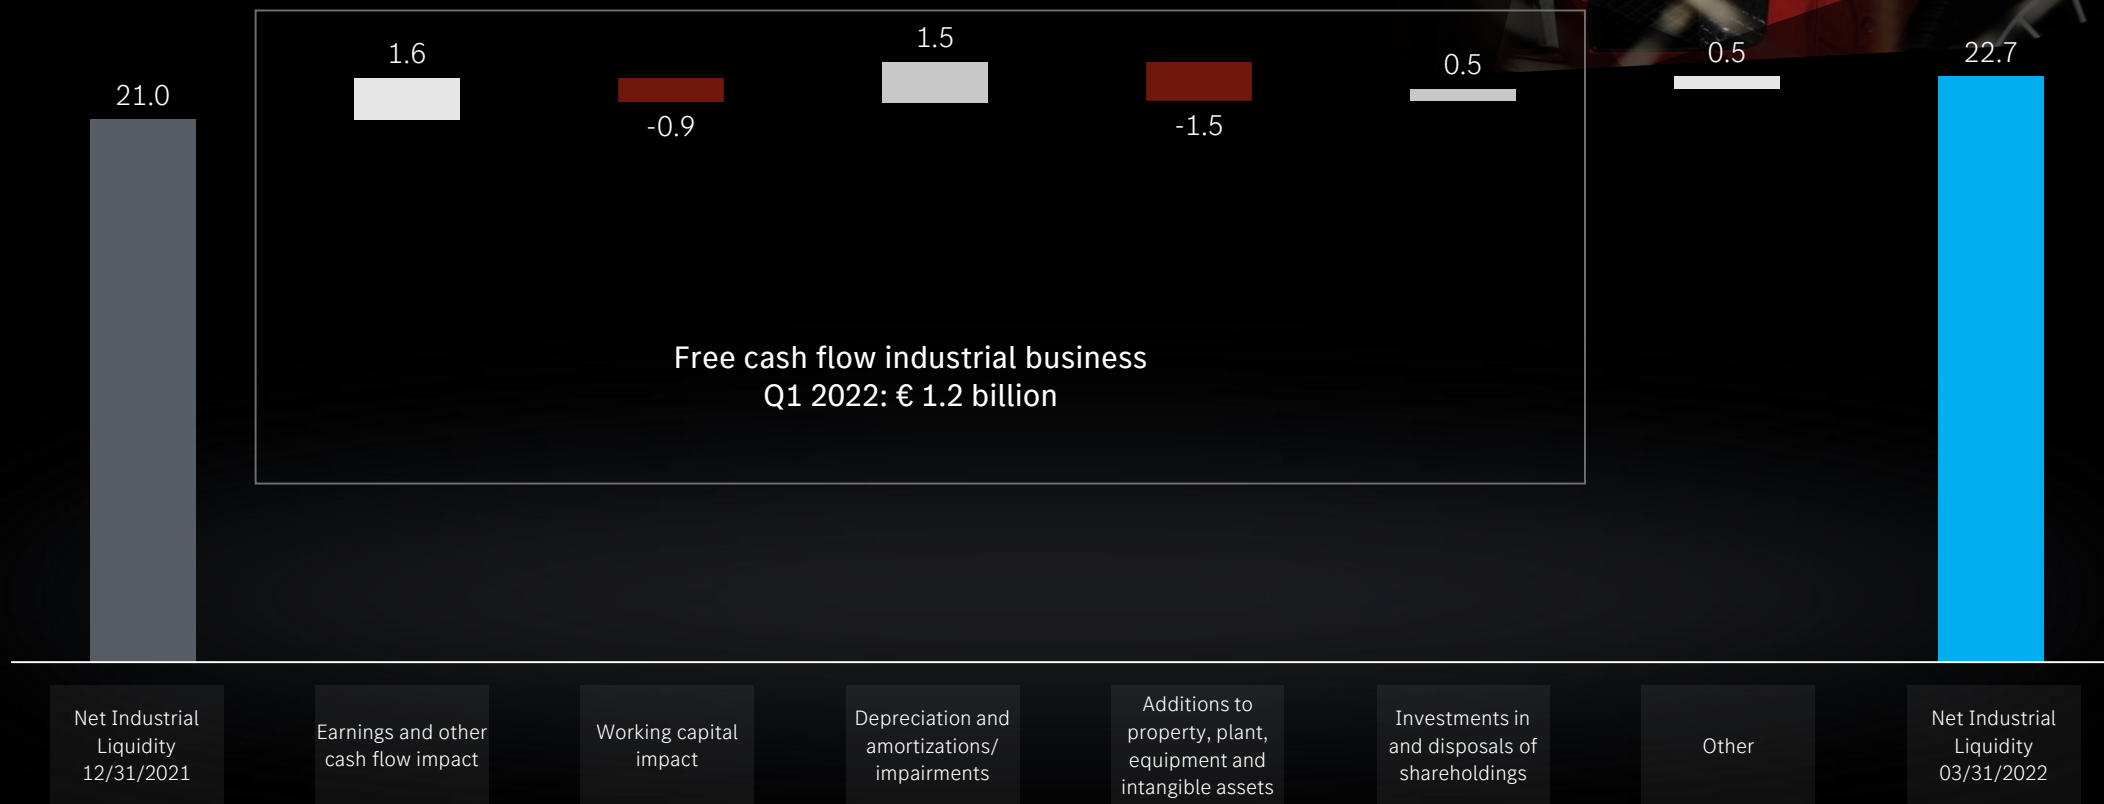 21.0
1.6
-0.9
1.5
-1.5
0.5
0.5
22.7
Free cash flow industrial business
Q1 2022: € 1.2 billion
Net Industrial
Liquidity
12/31/2021
Earnings and other
cash flow impact
Working capital
impact
Depreciation and
amortizations/
impairments
Additions to
property, plant,
equipment and
intangible assets
Investments in
and disposals of
shareholdings
Other
Net Industrial
Liquidity
03/31/2022